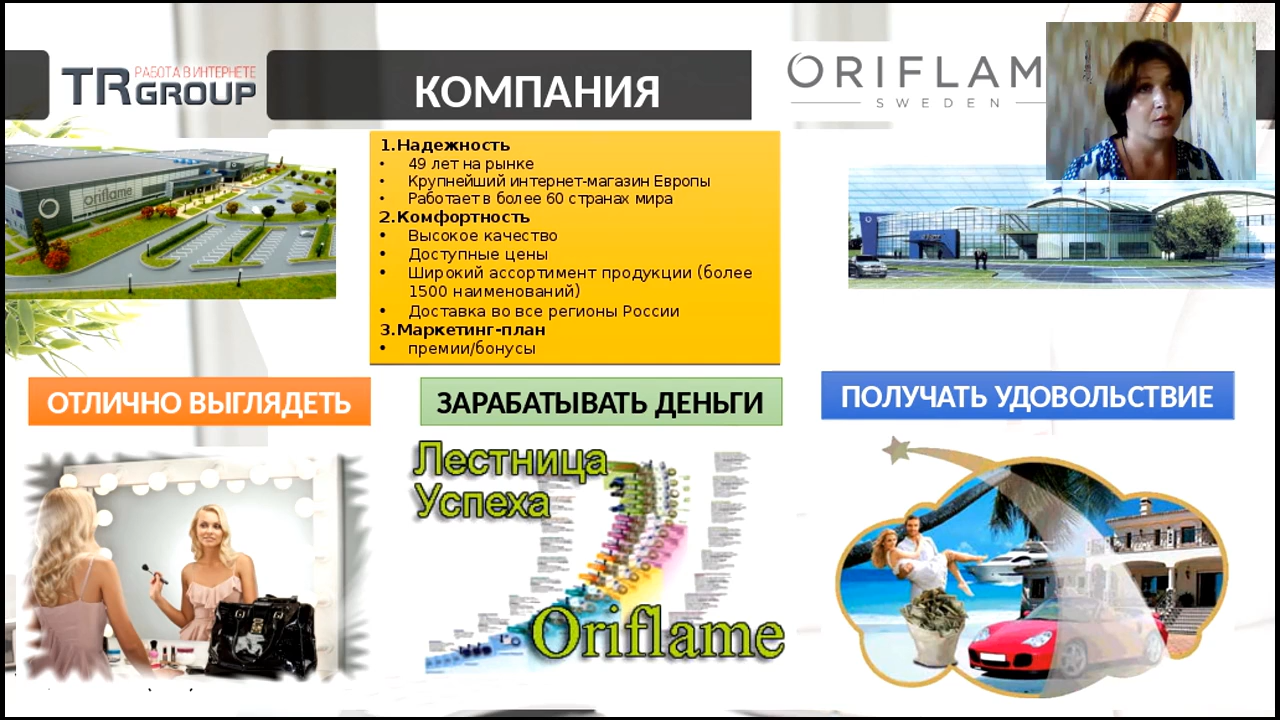 TR GROUP
РАБОТА В ИНТЕРНЕТЕ
КОМПАНИЯ
ORIFLAM
SWEDEN
oriflame
1.Надежность
• 49 лет на рынке
• Крупнейший интернет-магазин Европы
• Работает в более 60 странах мира
2.Комфортность
• Высокое качество
• Доступные цены
• Широкий ассортимент продукции (более
1500 наименований)
• Доставка во все регионы России
3.Маркетинг-план
• премии/бонусы
ОТЛИЧНО ВЫГЛЯДЕТЬ
ЗАРАБАТЫВАТЬ ДЕНЬГИ
ПОЛУЧАТЬ УДОВОЛЬСТВИЕ
Лестница
Успеха
Oriflame